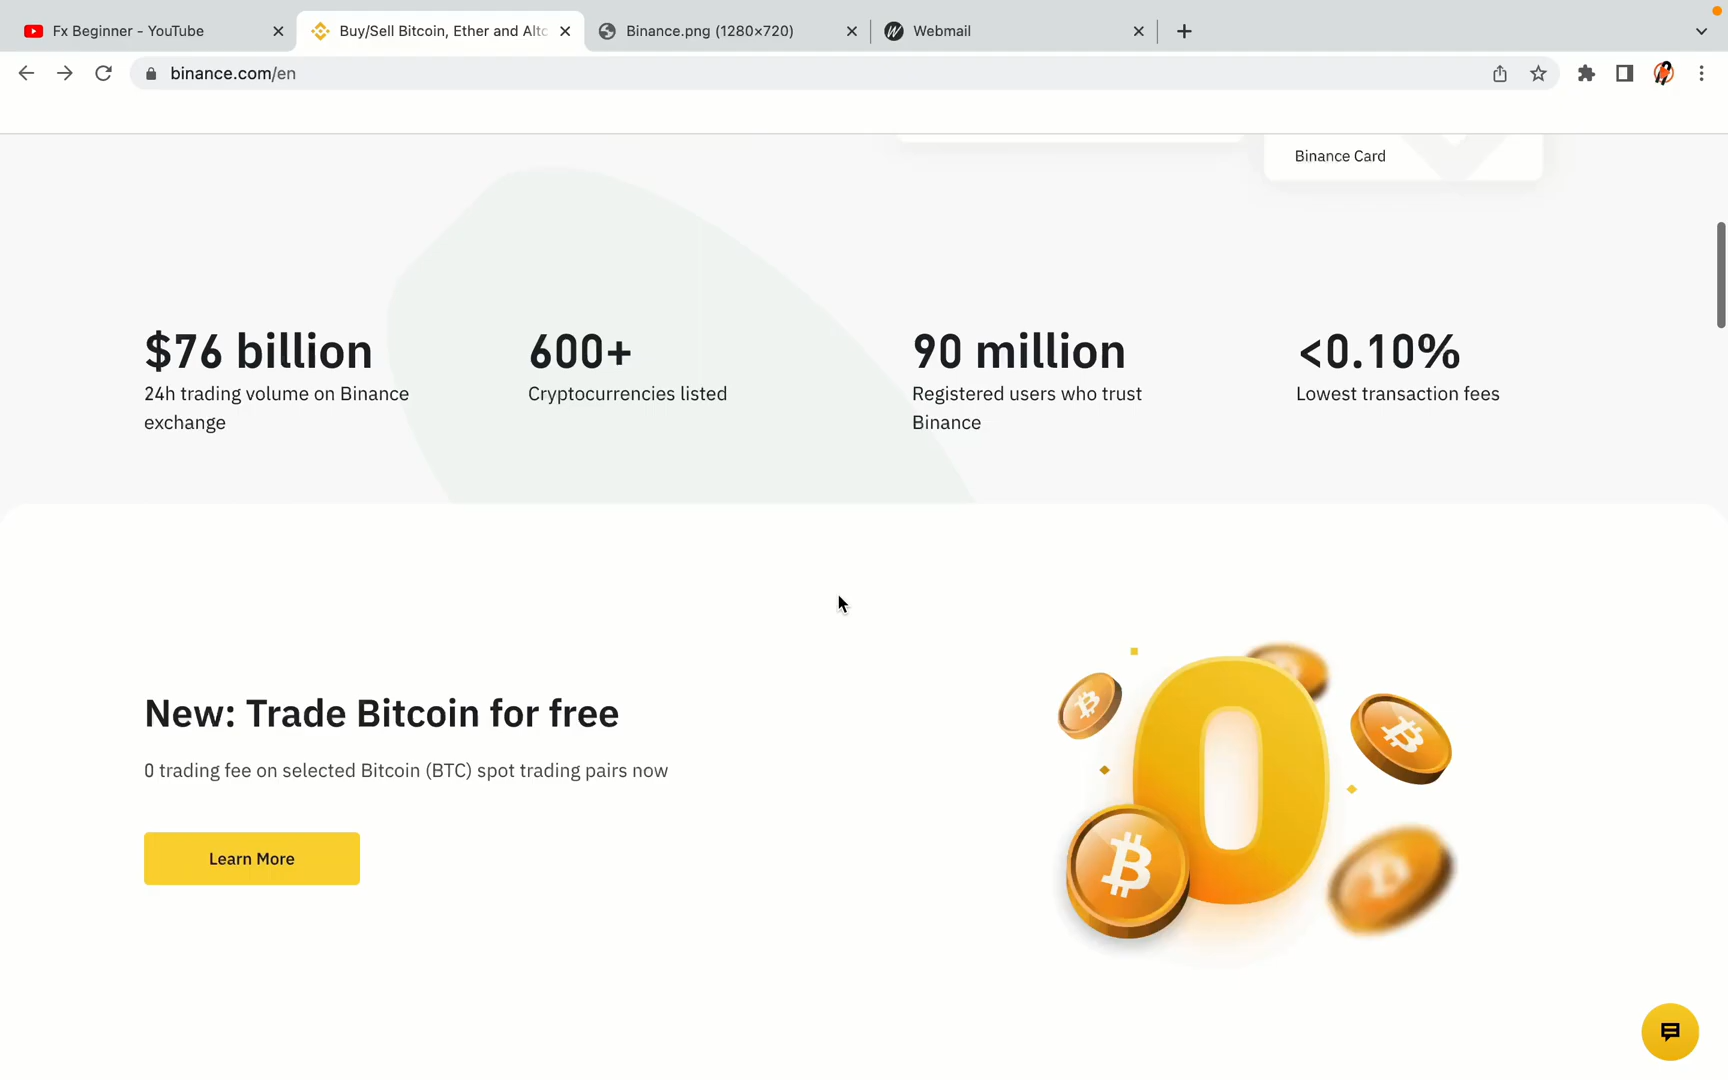 Fx Beginner - YouTube
Buy/Sell Bitcoin, Ether and Altc
Binance.png (1280×720)
Webmail
binance.com/en
Binance Card
$76 billion
24h trading volume on Binance
exchange
600+
Cryptocurrencies listed
90 million
Registered users who trust
Binance
<0.10%
Lowest transaction fees
New: Trade Bitcoin for free
0 trading fee on selected Bitcoin (BTC) spot trading pairs now
Learn More
0